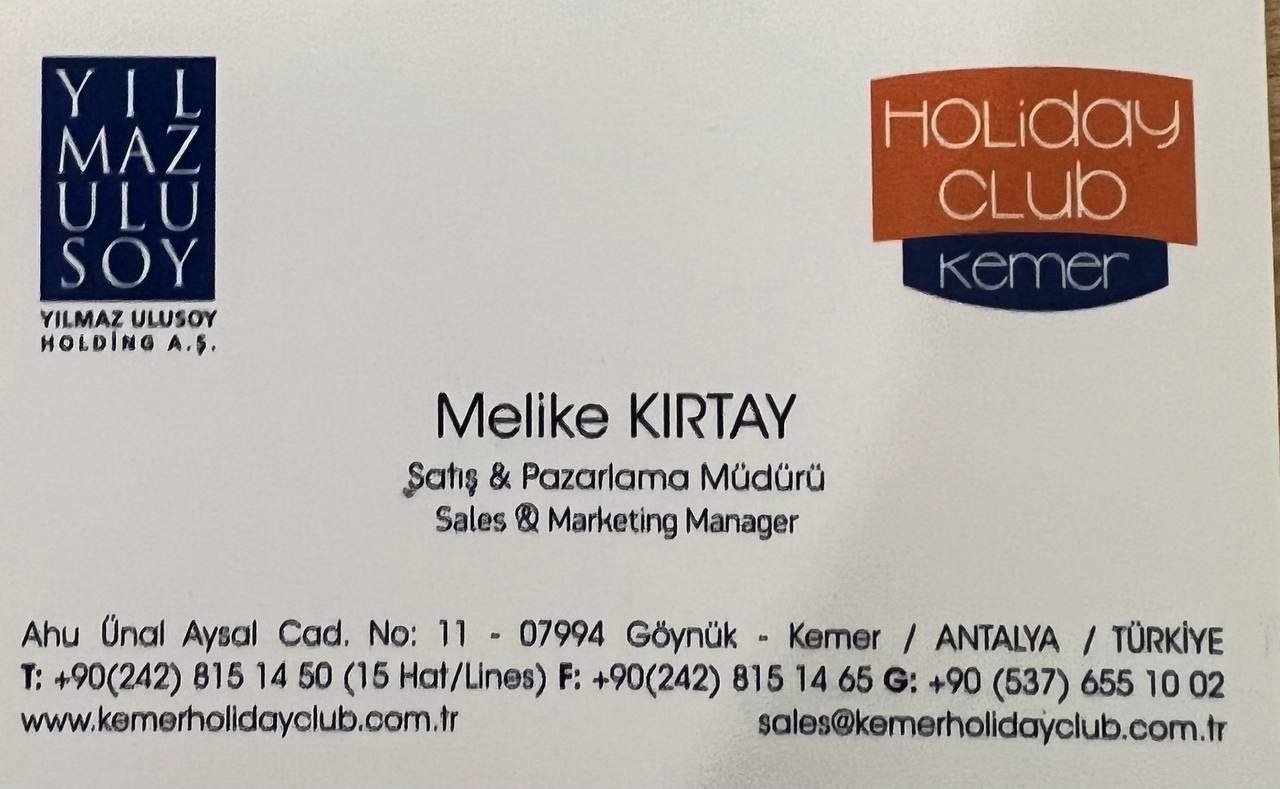 YIL
MAZ
ULU
SOY
YILMAZ ULUSOY
HOLDİNG A.Ş.
HOLiday
CLub
Kemer
Melike KIRTAY
Şatış & Pazarlama Müdürü
Sales & Marketing Manager
Ahu Ünal Aysal Cad. No: 11 - 07994 Göynük - Kemer / ANTALYA / TÜRKİYE
T: +90(242) 815 14 50 (15 Hat/Lines) F: +90(242) 815 14 65 G: +90 (537) 655 10 02
www.kemerholidayclub.com.tr
sales@kemerholidayclub.com.tr